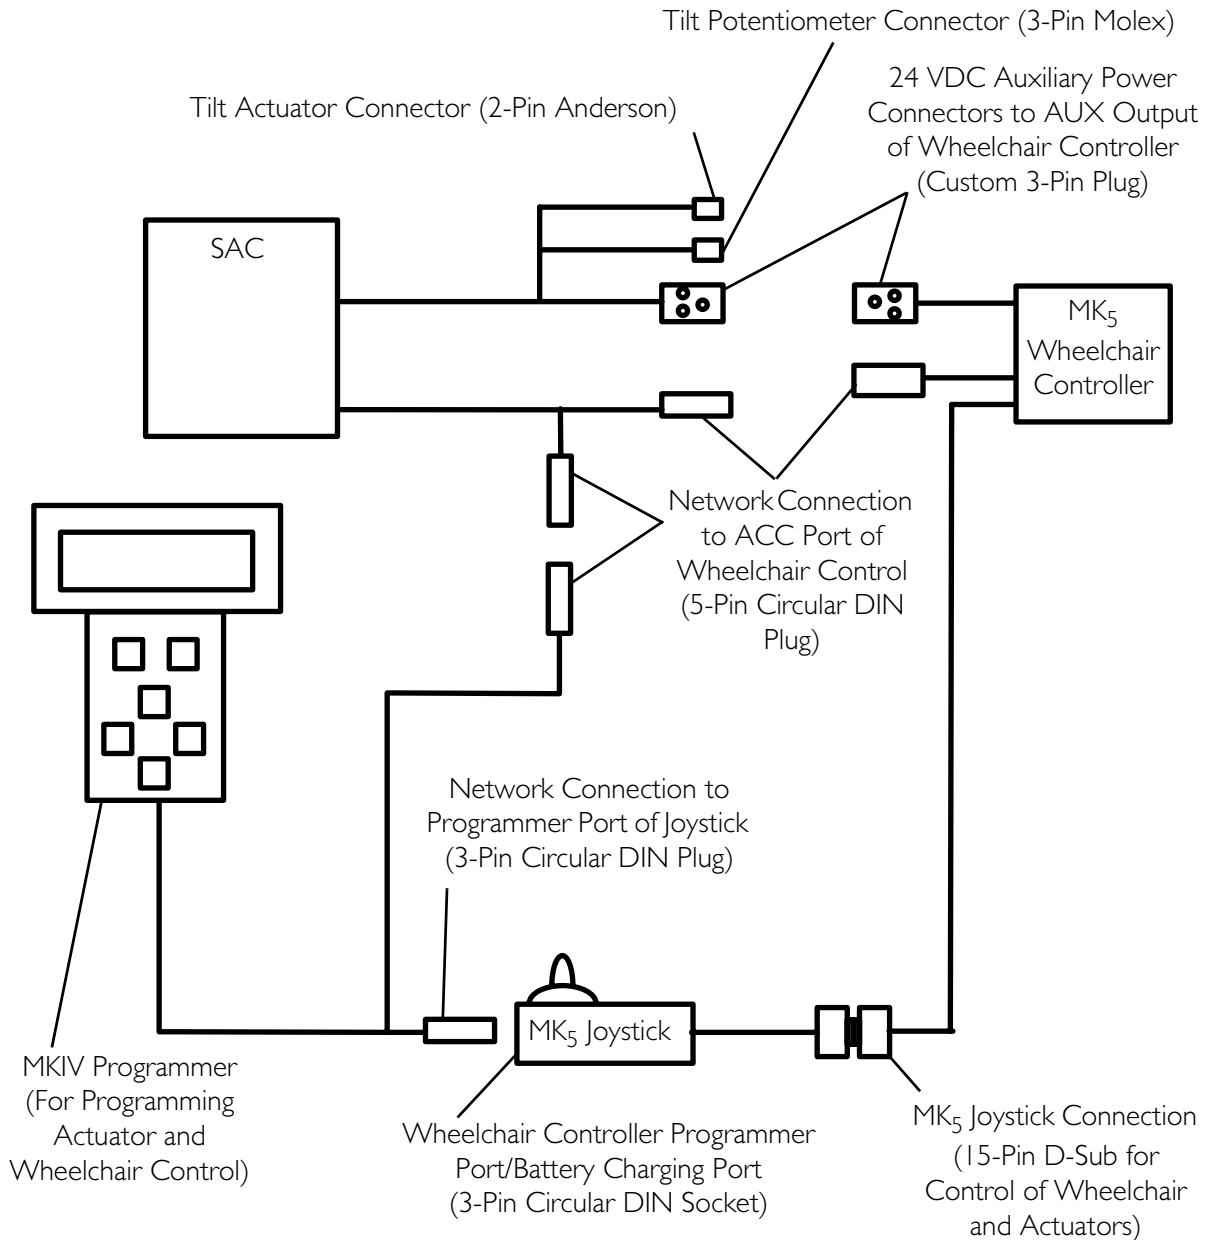 Tilt Potentiometer Connector (3-Pin Molex)
Tilt Actuator Connector (2-Pin Anderson)
24 VDC Auxiliary Power
Connectors to AUX Output
of Wheelchair Controller
(Custom 3-Pin Plug)
SAC
MK5
Wheelchair
Controller
Network Connection
to ACC Port of
Wheelchair Control
(5-Pin Circular DIN
Plug)
Network Connection to
Programmer Port of Joystick
(3-Pin Circular DIN Plug)
MK5 Joystick
MKIV Programmer
(For Programming
Actuator and
Wheelchair Control)
Wheelchair Controller Programmer
Port/Battery Charging Port
(3-Pin Circular DIN Socket)
MK5 Joystick Connection
(15-Pin D-Sub for
Control of Wheelchair
and Actuators)